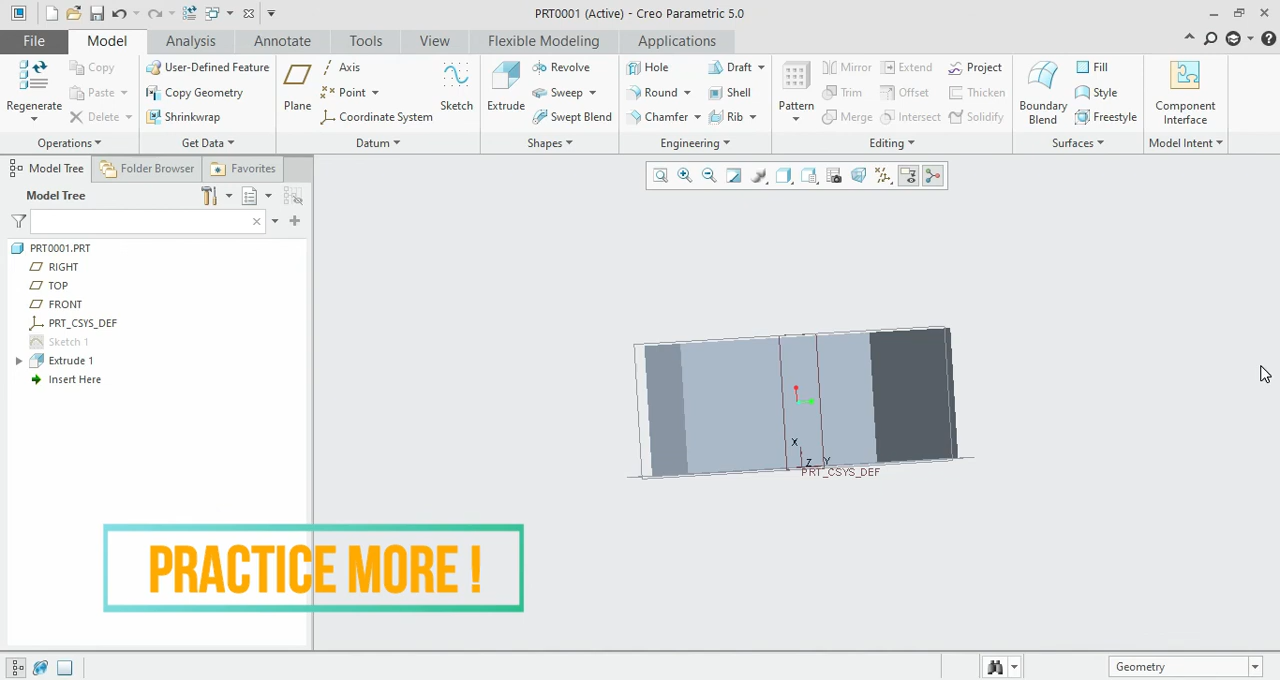 PRT0001 (Active) - Creo Parametric 5.0
File Model Analysis Annotate Tools View Flexible Modeling Applications
Regenerate
Copy
Paste
Delete
Operations
User-Defined Feature
Copy Geometry
Shrinkwrap
Get Data
Plane
Axis
Point
Coordinate System
Sketch
Datum
Extrude
Revolve
Sweep
Swept Blend
Shapes
Hole
Round
Chamfer
Draft
Shell
Rib
Engineering
Pattern
Mirror
Trim
Merge
Extend
Offset
Intersect
Project
Thicken
Solidify
Editing
Boundary
Blend
Fill
Style
Freestyle
Surfaces
Component
Interface
Model Intent
Model Tree Folder Browser Favorites
Model Tree
PRT0001.PRT
RIGHT
TOP
FRONT
PRT_CSYS_DEF
Sketch 1
Extrude 1
Insert Here
X
Z Y
PRT_CSYS_DEF
PRACTICE MORE !
Geometry